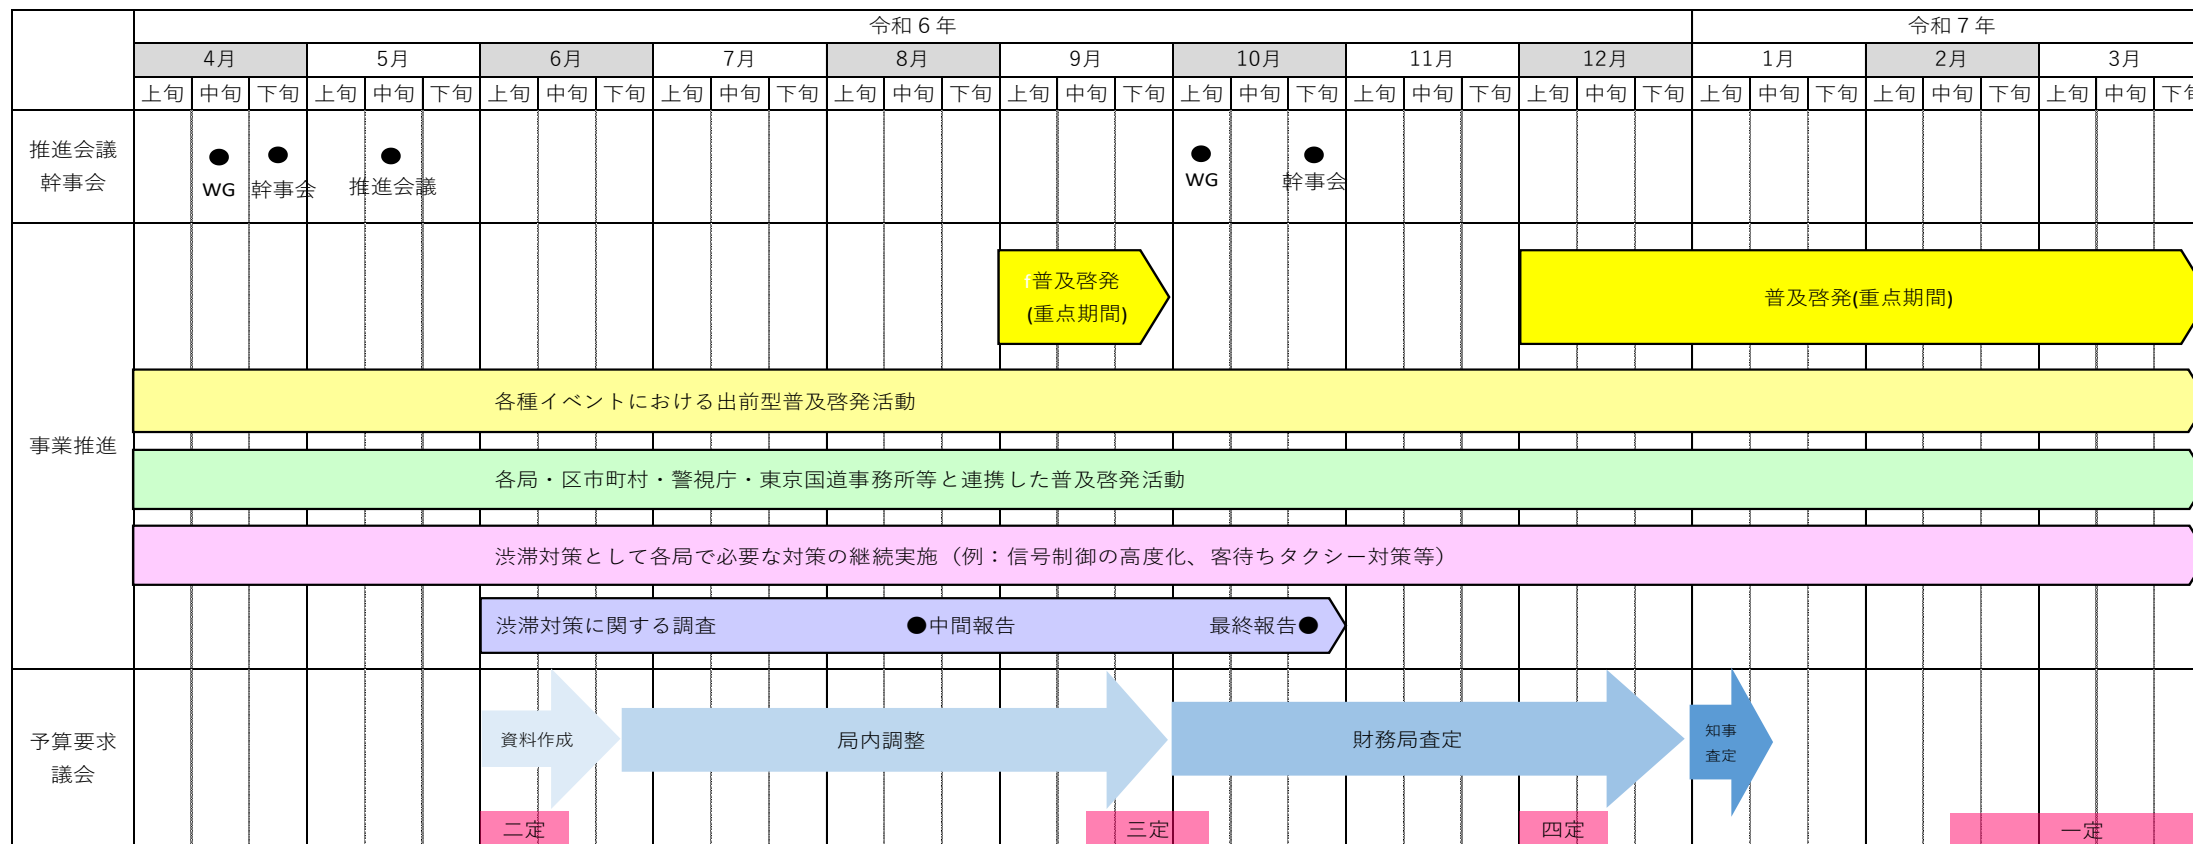 令和６年 令和７年
4月 5月 6月 7月 8月 9月 10月 11月 12月 1月 2月 3月
上旬 中旬 下旬 上旬 中旬 下旬 上旬 中旬 下旬 上旬 中旬 下旬 上旬 中旬 下旬 上旬 中旬 下旬 上旬 中旬 下旬 上旬 中旬 下旬 上旬 中旬 下旬 上旬 中旬 下旬 上旬 中旬 下旬 上旬 中旬 下旬
推進会議
幹事会
●
WG
●
幹事会
●
推進会議
●
WG
●
幹事会
事業推進
普及啓発
(重点期間)
普及啓発(重点期間)
各種イベントにおける出前型普及啓発活動
各局・区市町村・警視庁・東京国道事務所等と連携した普及啓発活動
渋滞対策として各局で必要な対策の継続実施（例：信号制御の高度化、客待ちタクシー対策等）
渋滞対策に関する調査 ●中間報告 最終報告●
予算要求
議会
資料作成
局内調整
財務局査定
知事
査定
二定 三定 四定 一定